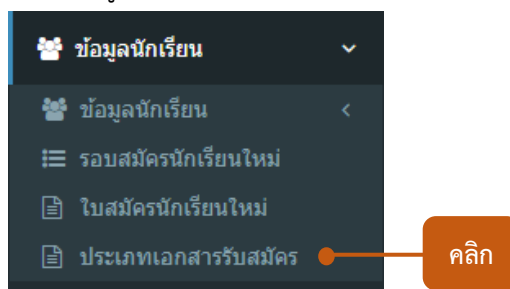 ข้อมูลนักเรียน
ข้อมูลนักเรียน
รอบสมัครนักเรียนใหม่
ใบสมัครนักเรียนใหม่
ประเภทเอกสารรับสมัคร
คลิก